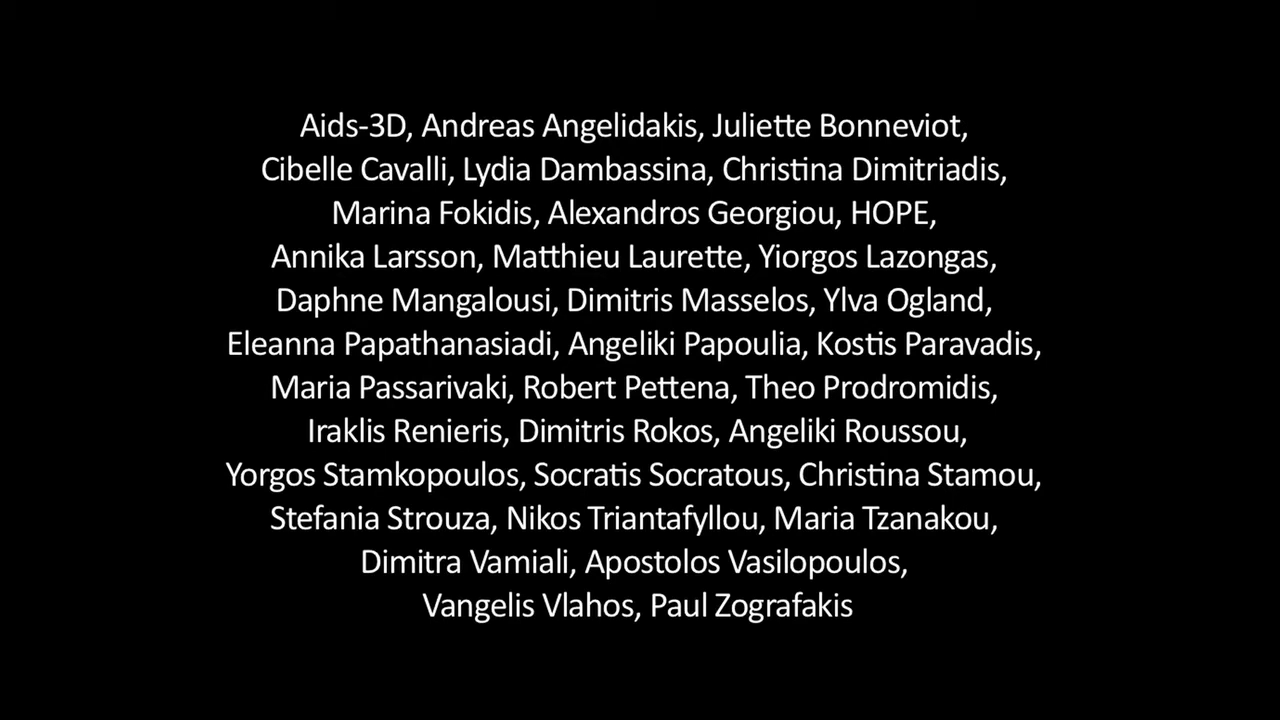 Aids-3D, Andreas Angelidakis, Juliette Bonneviot,
Cibelle Cavalli, Lydia Dambassina, Christina Dimitriadis,
Marina Fokidis, Alexandros Georgiou, HOPE,
Annika Larsson, Matthieu Laurette, Yiorgos Lazongas,
Daphne Mangalousi, Dimitris Masselos, Ylva Ogland,
Eleanna Papathanasiadi, Angeliki Papoulia, Kostis Paravadis,
Maria Passarivaki, Robert Pettena, Theo Prodromidis,
Iraklis Renieris, Dimitris Rokos, Angeliki Roussou,
Yorgos Stamkopoulos, Socratis Socratous, Christina Stamou,
Stefania Strouza, Nikos Triantafyllou, Maria Tzanakou,
Dimitra Vamiali, Apostolos Vasilopoulos,
Vangelis Vlahos, Paul Zografakis